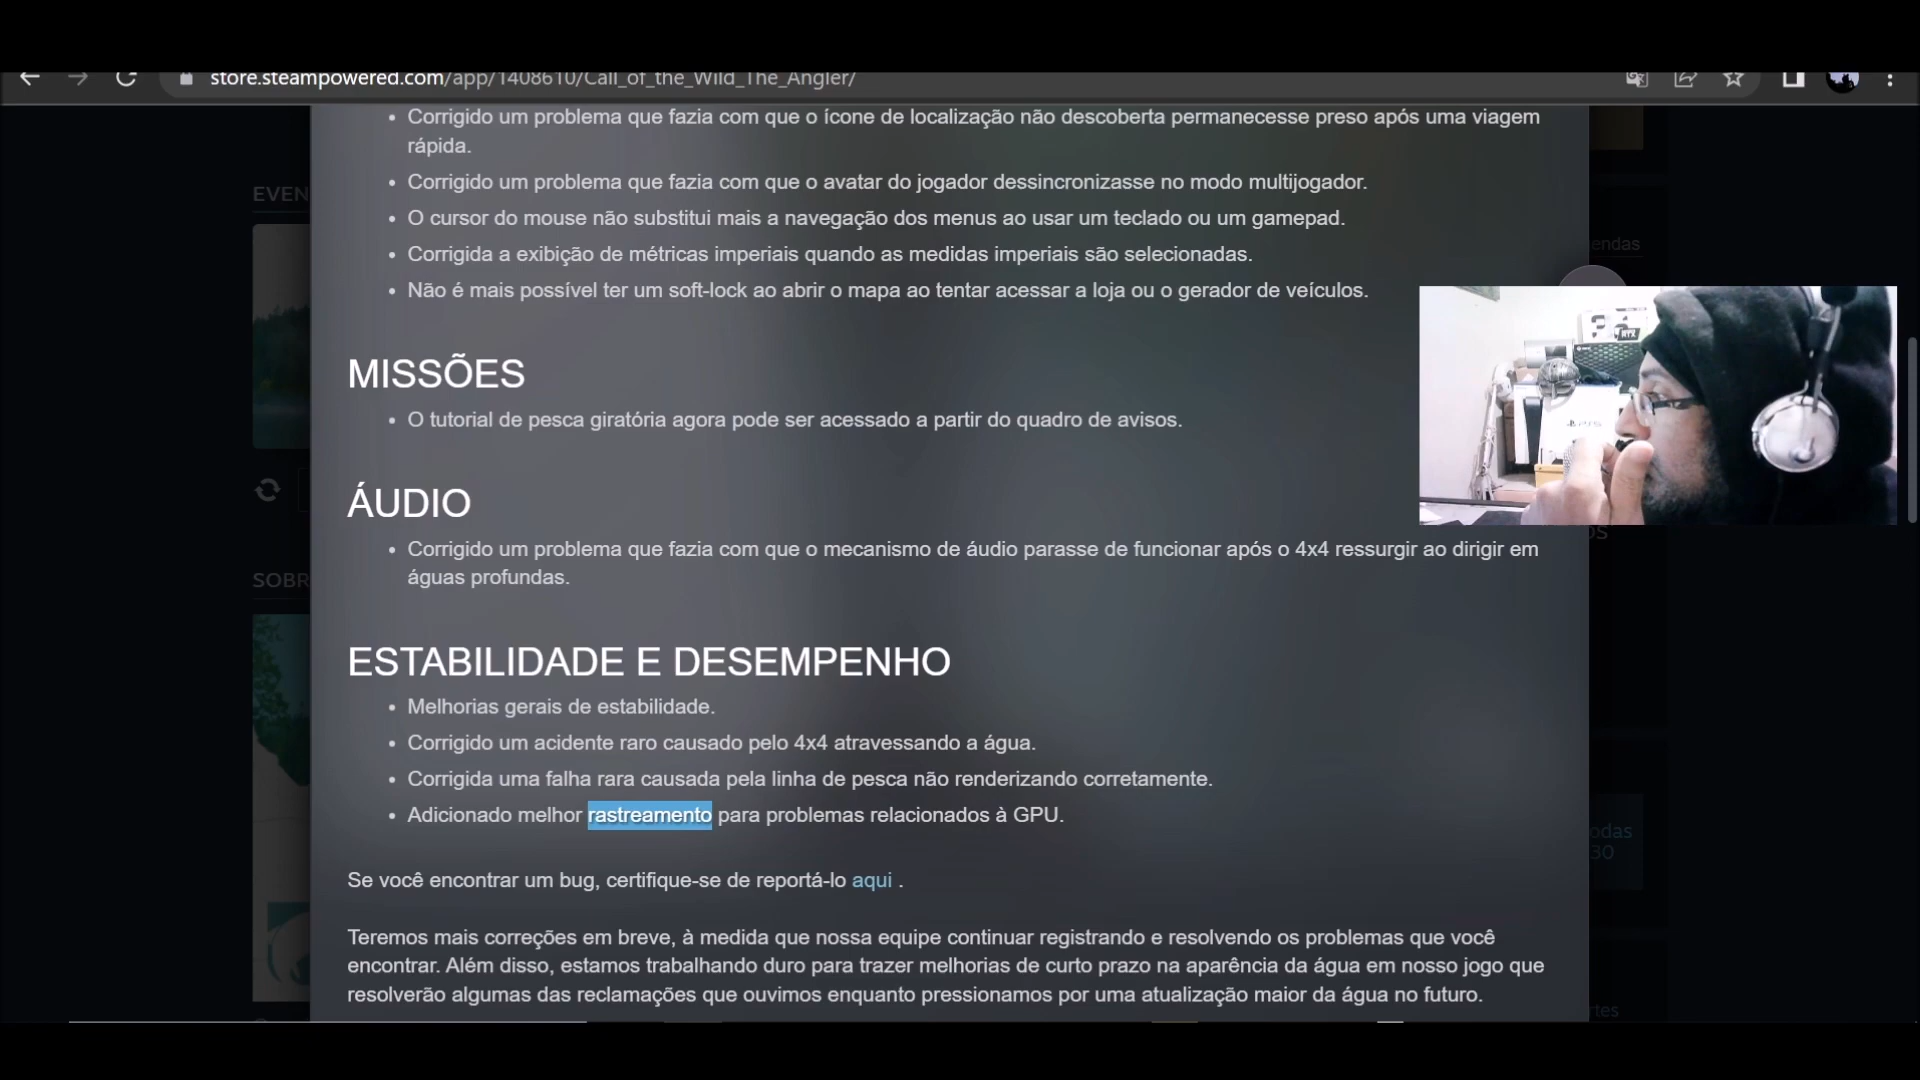 store.steampowered.com/app/1408610/Call_of_the_Wild_The_Angler/
• Corrigido um problema que fazia com que o ícone de localização não descoberta permanecesse preso após uma viagem
rápida.
• Corrigido um problema que fazia com que o avatar do jogador dessincronizasse no modo multijogador.
EVEN
• O cursor do mouse não substitui mais a navegação dos menus ao usar um teclado ou um gamepad.
endas
• Corrigida a exibição de métricas imperiais quando as medidas imperiais são selecionadas.
• Não é mais possível ter um soft-lock ao abrir o mapa ao tentar acessar a loja ou o gerador de veículos.
MISSÕES
• O tutorial de pesca giratória agora pode ser acessado a partir do quadro de avisos.
PS5
ÁUDIO
OS
• Corrigido um problema que fazia com que o mecanismo de áudio parasse de funcionar após o 4x4 ressurgir ao dirigir em
águas profundas.
SOBR
ESTABILIDADE E DESEMPENHO
• Melhorias gerais de estabilidade.
• Corrigido um acidente raro causado pelo 4x4 atravessando a água.
• Corrigida uma falha rara causada pela linha de pesca não renderizando corretamente.
• Adicionado melhor rastreamento para problemas relacionados à GPU.
odas
30
Se você encontrar um bug, certifique-se de reportá-lo aqui .
Teremos mais correções em breve, à medida que nossa equipe continuar registrando e resolvendo os problemas que você
encontrar. Além disso, estamos trabalhando duro para trazer melhorias de curto prazo na aparência da água em nosso jogo que
resolverão algumas das reclamações que ouvimos enquanto pressionamos por uma atualização maior da água no futuro.
rtes